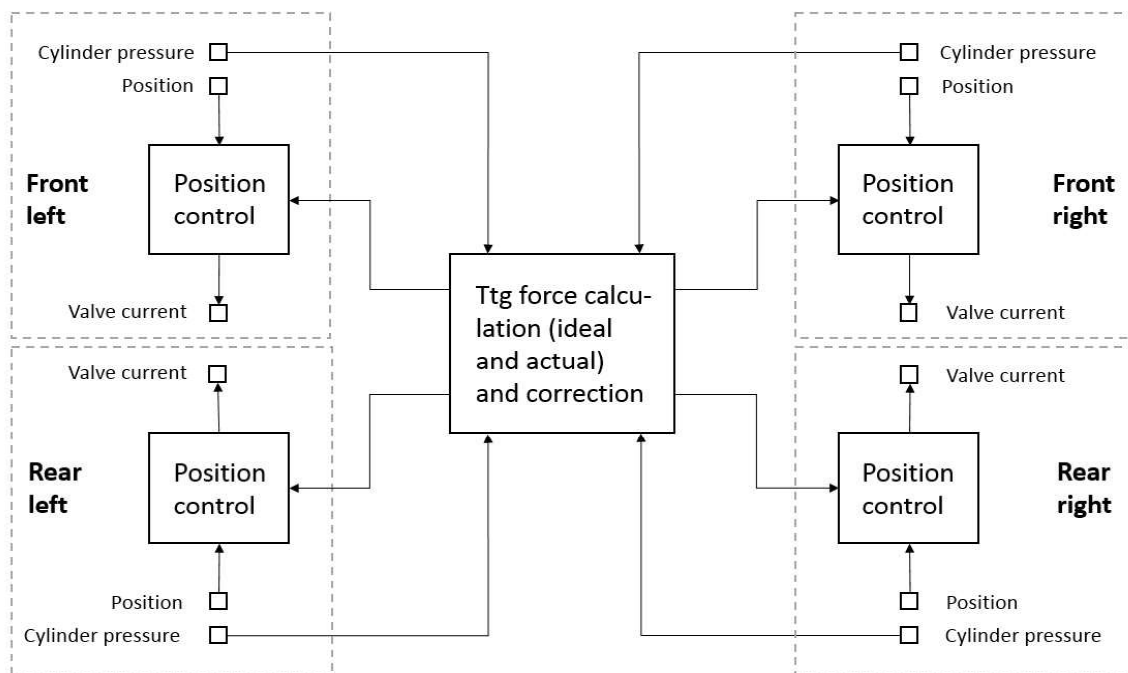 Cylinder pressure
Position
Front
left
Position
control
Valve current
Cylinder pressure
Position
Position
control
Front
right
Valve current
Ttg force calcu-
lation (ideal
and actual)
and correction
Valve current
Rear
left
Position
control
Position
Cylinder pressure
Valve current
Position
control
Rear
right
Position
Cylinder pressure